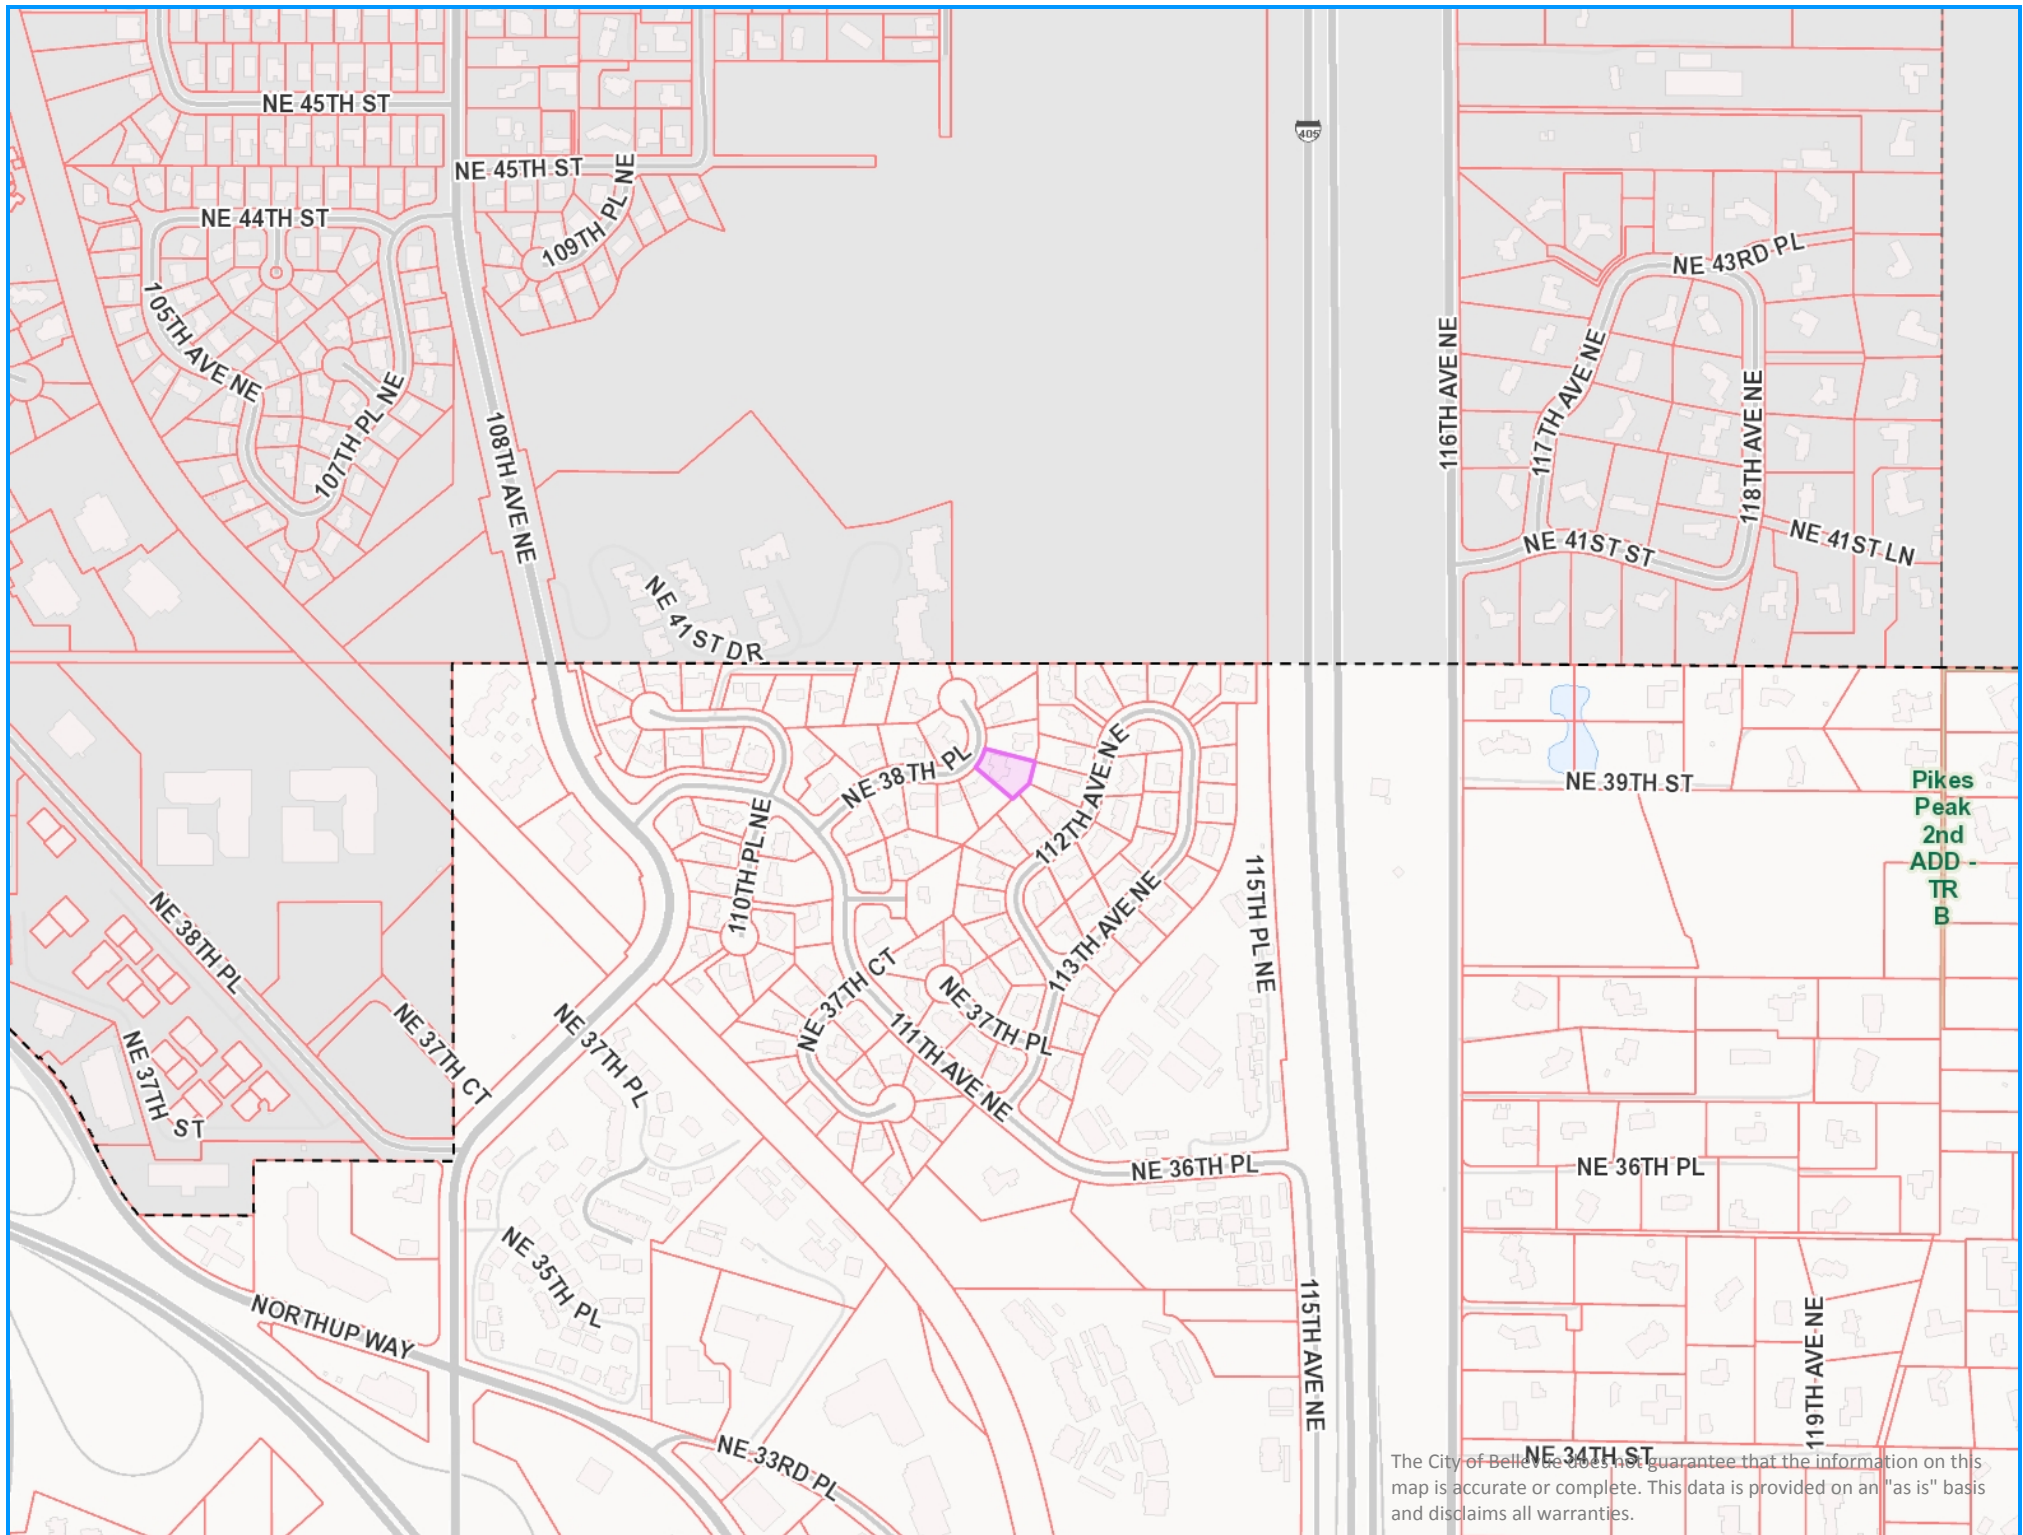 NE 45TH ST
NE 45TH ST
109TH PL NE
NE 44TH ST
405
105TH AVE NE
107TH PL NE
108TH AVE NE
116TH AVE NE
NE 43RD PL
117TH AVE NE
118TH AVE NE
NE 41ST ST
NE 41ST LN
NE 41ST DR
NE 38TH PL
112TH AVE NE
NE 39TH ST
Pikes
Peak
2nd
ADD -
TR
B
110TH PL NE
113TH AVE NE
115TH PL NE
NE 38TH PL
NE 37TH CT
NE 37TH PL
NE 37TH ST
NE 37TH CT
NE 37TH PL
111TH AVE NE
NE 36TH PL
NE 36TH PL
NE 35TH PL
NORTHUP WAY
115TH AVE NE
119TH AVE NE
NE 33RD PL
NE 34TH ST
The City of Bellevue does not guarantee that the information on this
map is accurate or complete. This data is provided on an "as is" basis
and disclaims all warranties.